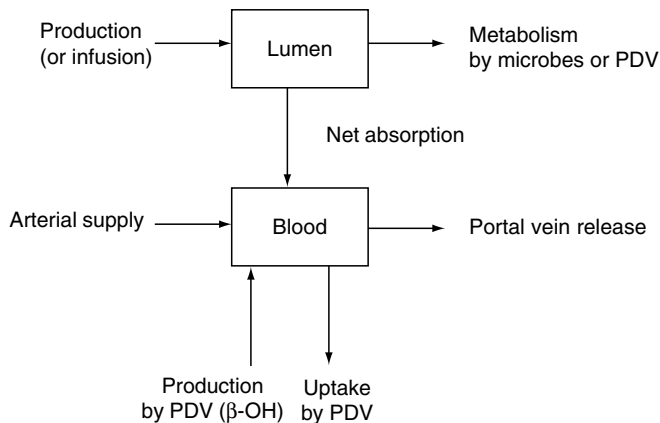 Production
(or infusion)
Lumen
Metabolism
by microbes or PDV
Net absorption
Arterial supply
Blood
Portal vein release
Production
by PDV (β-OH)
Uptake
by PDV